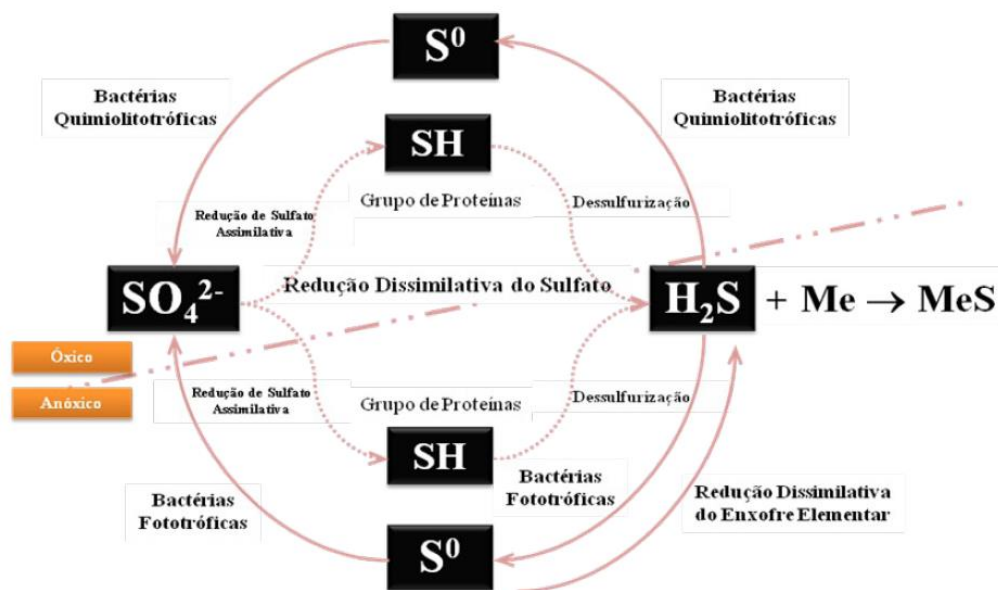 S⁰
Bactérias
Quimiolitotróficas
Bactérias
Quimiolitotróficas
SH
Grupo de Proteínas
Redução de Sulfato
Assimilativa
Dessulfurização
SO₄²⁻
Redução Dissimilativa do Sulfato
H₂S + Me → MeS
Óxico
Anóxico
Redução de Sulfato
Assimilativa
Grupo de Proteínas
Dessulfurização
SH
Bactérias
Fototróficas
Bactérias
Fototróficas
Redução Dissimilativa
do Enxofre Elementar
S⁰